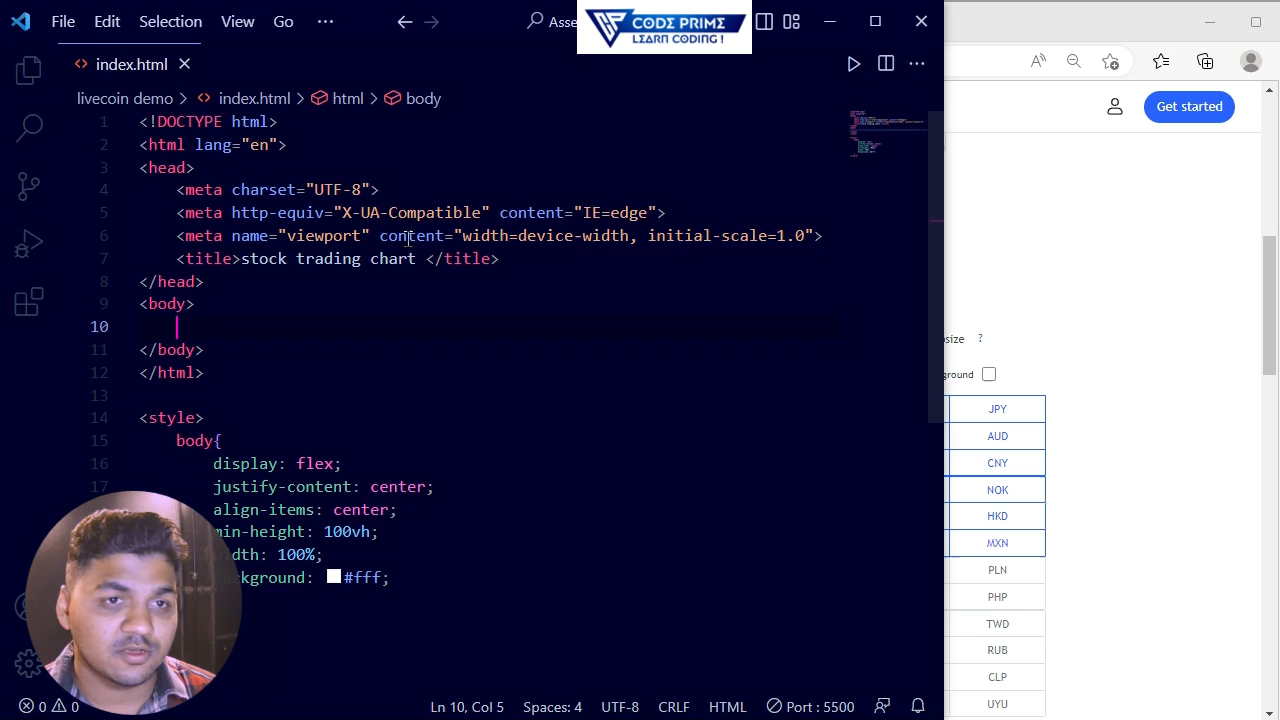 File Edit Selection View Go ···
Asse
CODE PRIME
LEARN CODING !
index.html
livecoin demo > index.html > html > body
1 <!DOCTYPE html>
2 <html lang="en">
3 <head>
4 <meta charset="UTF-8">
5 <meta http-equiv="X-UA-Compatible" content="IE=edge">
6 <meta name="viewport" content="width=device-width, initial-scale=1.0">
7 <title>stock trading chart </title>
8 </head>
9 <body>
10
11 </body>
12 </html>
13
14 <style>
15 body{
16 display: flex;
17 justify-content: center;
align-items: center;
min-height: 100vh;
width: 100%;
background: #fff;
0 0
Ln 10, Col 5 Spaces: 4 UTF-8 CRLF HTML Port : 5500
Get started
size ?
ground
JPY
AUD
CNY
NOK
HKD
MXN
PLN
PHP
TWD
RUB
CLP
UYU